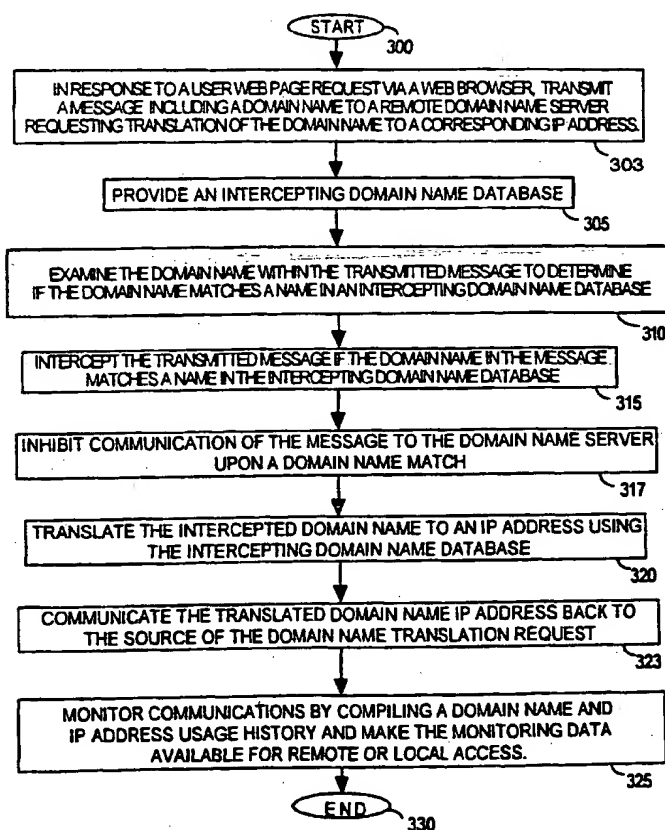 START
300
IN RESPONSE TO A USER WEB PAGE REQUEST VIA A WEB BROWSER, TRANSMIT
A MESSAGE INCLUDING A DOMAIN NAME TO A REMOTE DOMAIN NAME SERVER
REQUESTING TRANSLATION OF THE DOMAIN NAME TO A CORRESPONDING IP ADDRESS.
303
PROVIDE AN INTERCEPTING DOMAIN NAME DATABASE
305
EXAMINE THE DOMAIN NAME WITHIN THE TRANSMITTED MESSAGE TO DETERMINE
IF THE DOMAIN NAME MATCHES A NAME IN AN INTERCEPTING DOMAIN NAME DATABASE
310
INTERCEPT THE TRANSMITTED MESSAGE IF THE DOMAIN NAME IN THE MESSAGE
MATCHES A NAME IN THE INTERCEPTING DOMAIN NAME DATABASE
315
INHIBIT COMMUNICATION OF THE MESSAGE TO THE DOMAIN NAME SERVER
UPON A DOMAIN NAME MATCH
317
TRANSLATE THE INTERCEPTED DOMAIN NAME TO AN IP ADDRESS USING
THE INTERCEPTING DOMAIN NAME DATABASE
320
COMMUNICATE THE TRANSLATED DOMAIN NAME IP ADDRESS BACK TO
THE SOURCE OF THE DOMAIN NAME TRANSLATION REQUEST
323
MONITOR COMMUNICATIONS BY COMPILING A DOMAIN NAME AND
IP ADDRESS USAGE HISTORY AND MAKE THE MONITORING DATA
AVAILABLE FOR REMOTE OR LOCAL ACCESS.
325
END
330